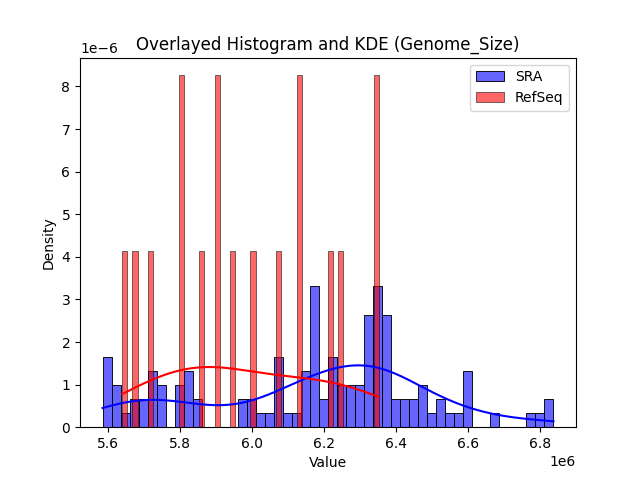 Overlayed Histogram and KDE (Genome_Size)
1e−6
SRA
RefSeq
8
7
6
5
4
3
2
1
0
Density
5.6 5.8 6.0 6.2 6.4 6.6 6.8
1e6
Value